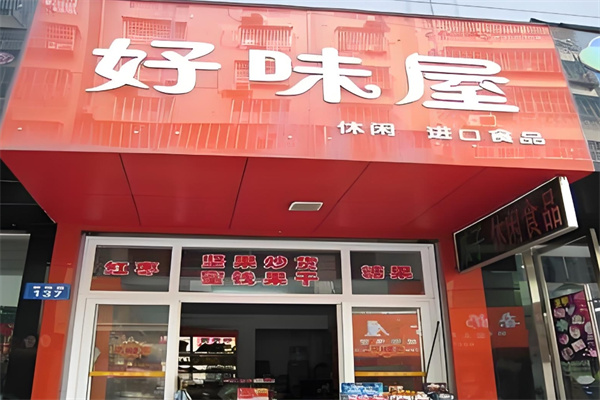 好味屋
休闲 进口食品
休闲食品
红枣 坚果炒货 糖果
蜜饯果干
137